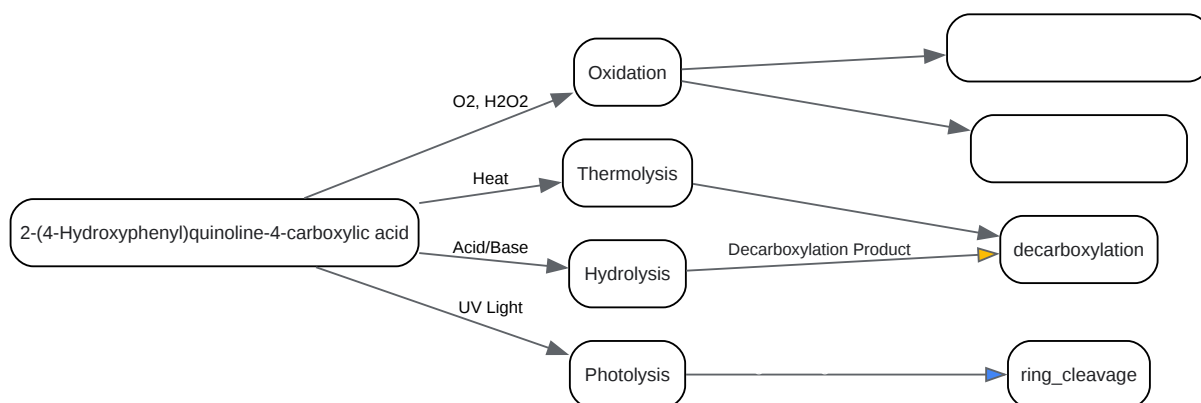 O2, H2O2
Oxidation
Heat
Thermolysis
2-(4-Hydroxyphenyl)quinoline-4-carboxylic acid
Acid/Base
Hydrolysis
Decarboxylation Product
decarboxylation
UV Light
Photolysis
ring_cleavage